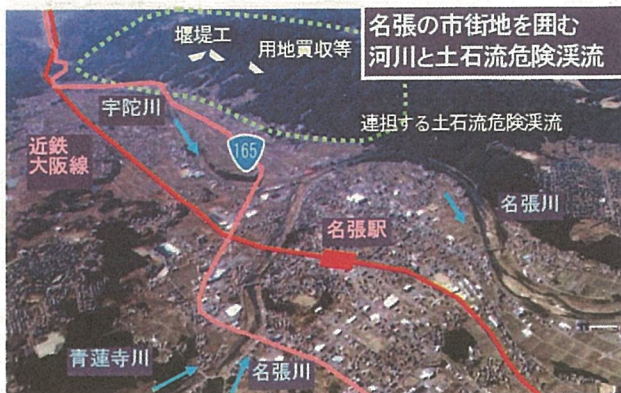 名張の市街地を囲む
河川と土石流危険渓流
堰堤工
用地買収等
宇陀川
連担する土石流危険渓流
近鉄
大阪線
165
名張川
名張駅
青蓮寺川
名張川